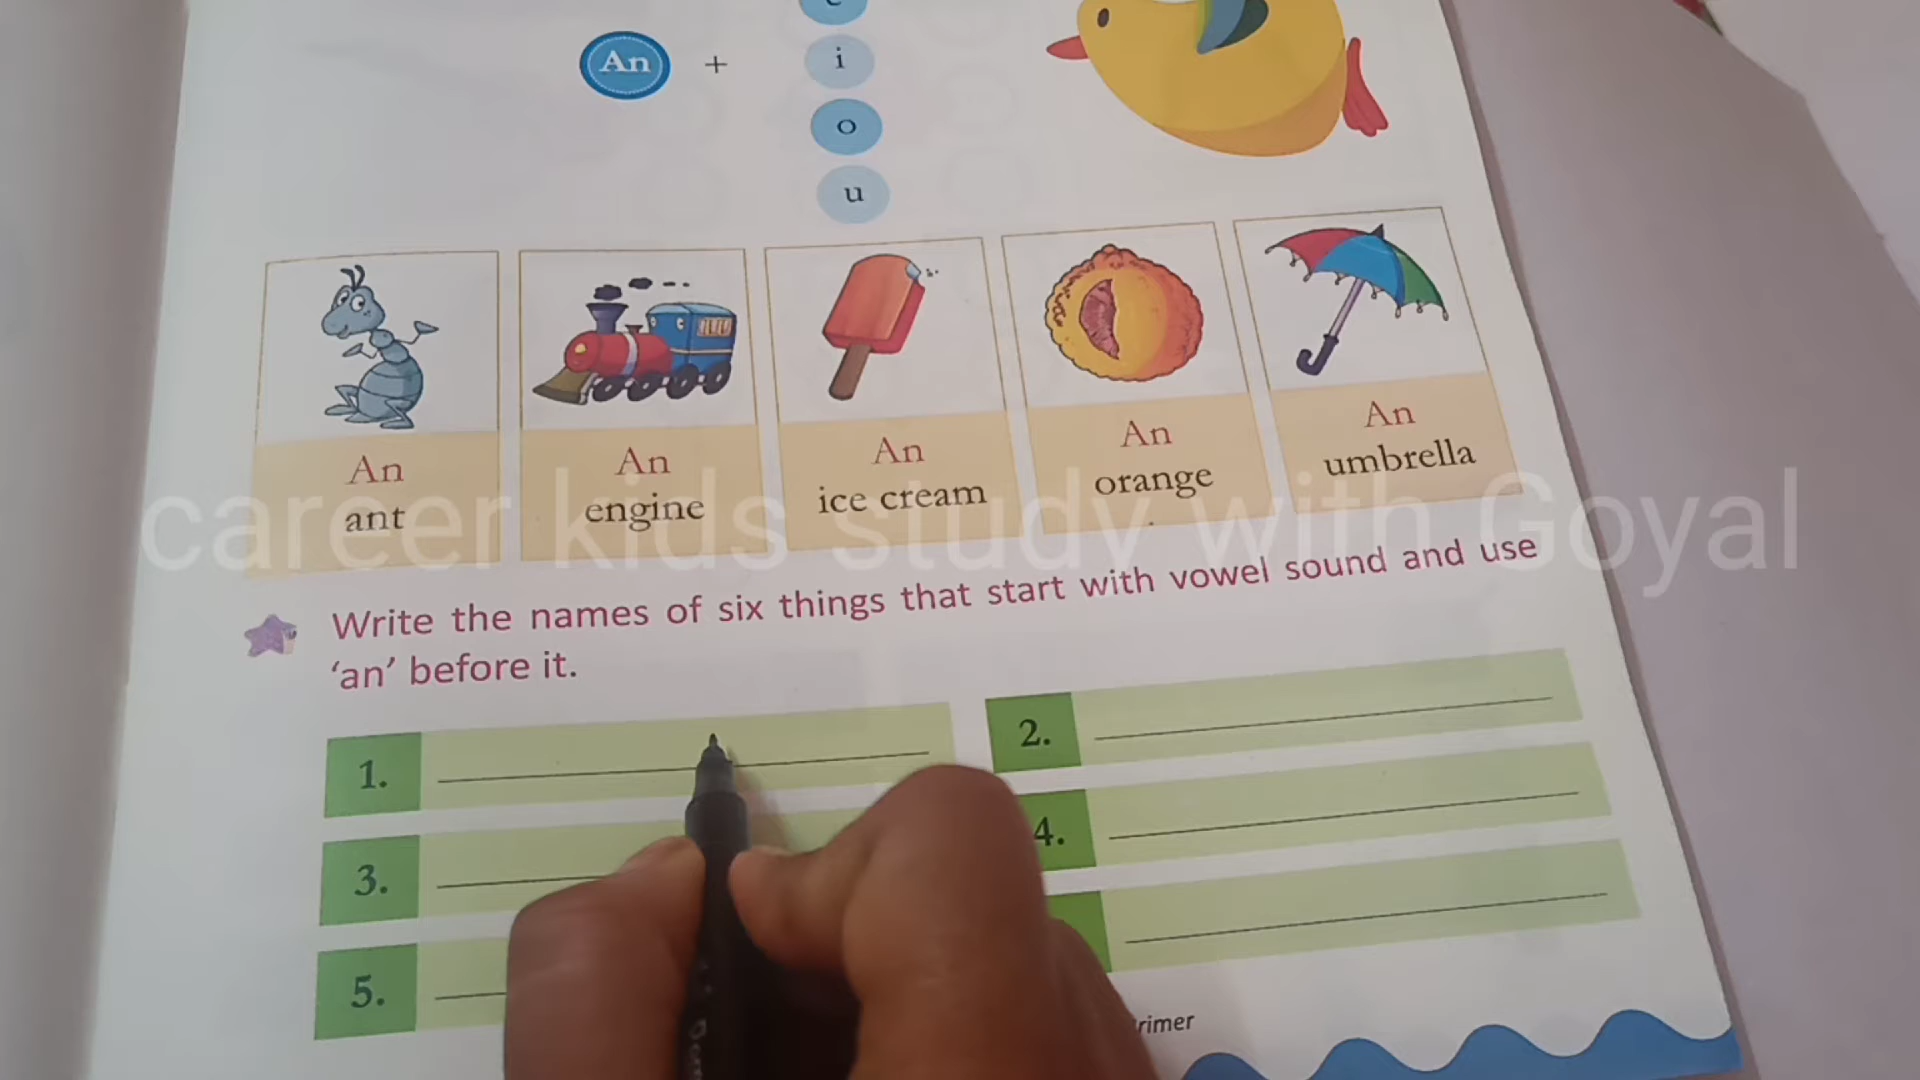 An + i
o
u
An
ant
An
engine
An
ice cream
An
orange
An
umbrella
career kids study with Goyal
Write the names of six things that start with vowel sound and use
‘an’ before it.
1.
2.
3.
4.
5.